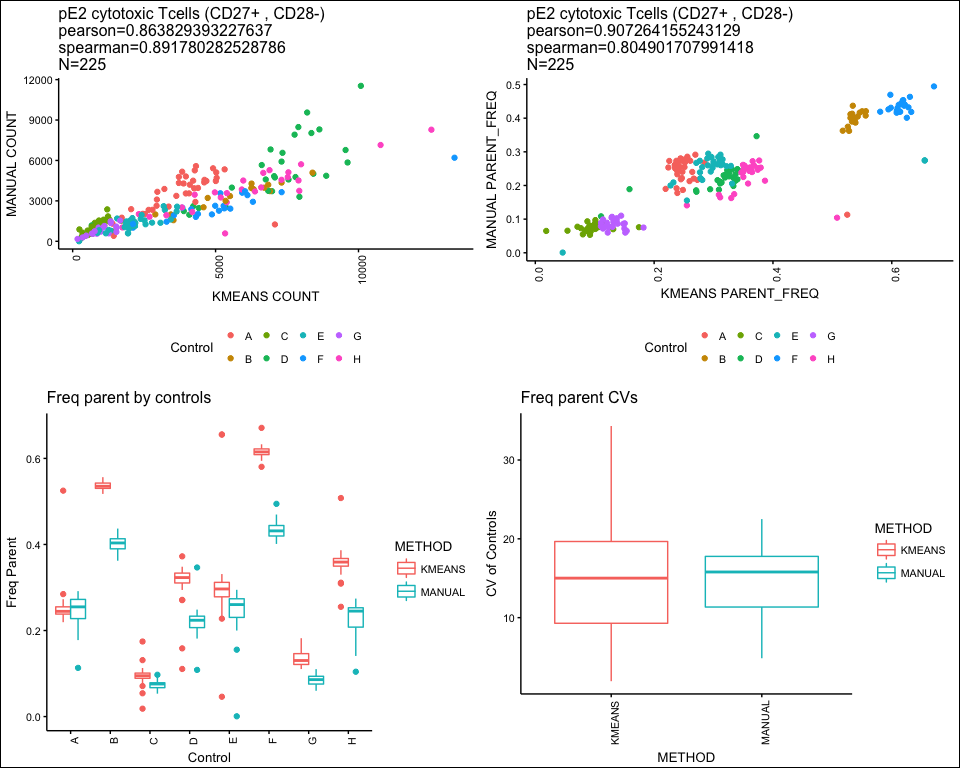 pE2 cytotoxic Tcells (CD27+ , CD28-)
pearson=0.863829393227637
spearman=0.891780282528786
N=225
12000
9000
6000
3000
0
MANUAL COUNT
0
5000
10000
KMEANS COUNT
Control
A
C
E
G
B
D
F
H
pE2 cytotoxic Tcells (CD27+ , CD28-)
pearson=0.907264155243129
spearman=0.804901707991418
N=225
0.5
0.4
0.3
0.2
0.1
0.0
MANUAL PARENT_FREQ
0.0
0.2
0.4
0.6
KMEANS PARENT_FREQ
Control
A
C
E
G
B
D
F
H
Freq parent by controls
0.6
0.4
0.2
0.0
Freq Parent
A
B
C
D
E
F
G
H
Control
METHOD
KMEANS
MANUAL
Freq parent CVs
30
20
10
CV of Controls
KMEANS
MANUAL
METHOD
METHOD
KMEANS
MANUAL